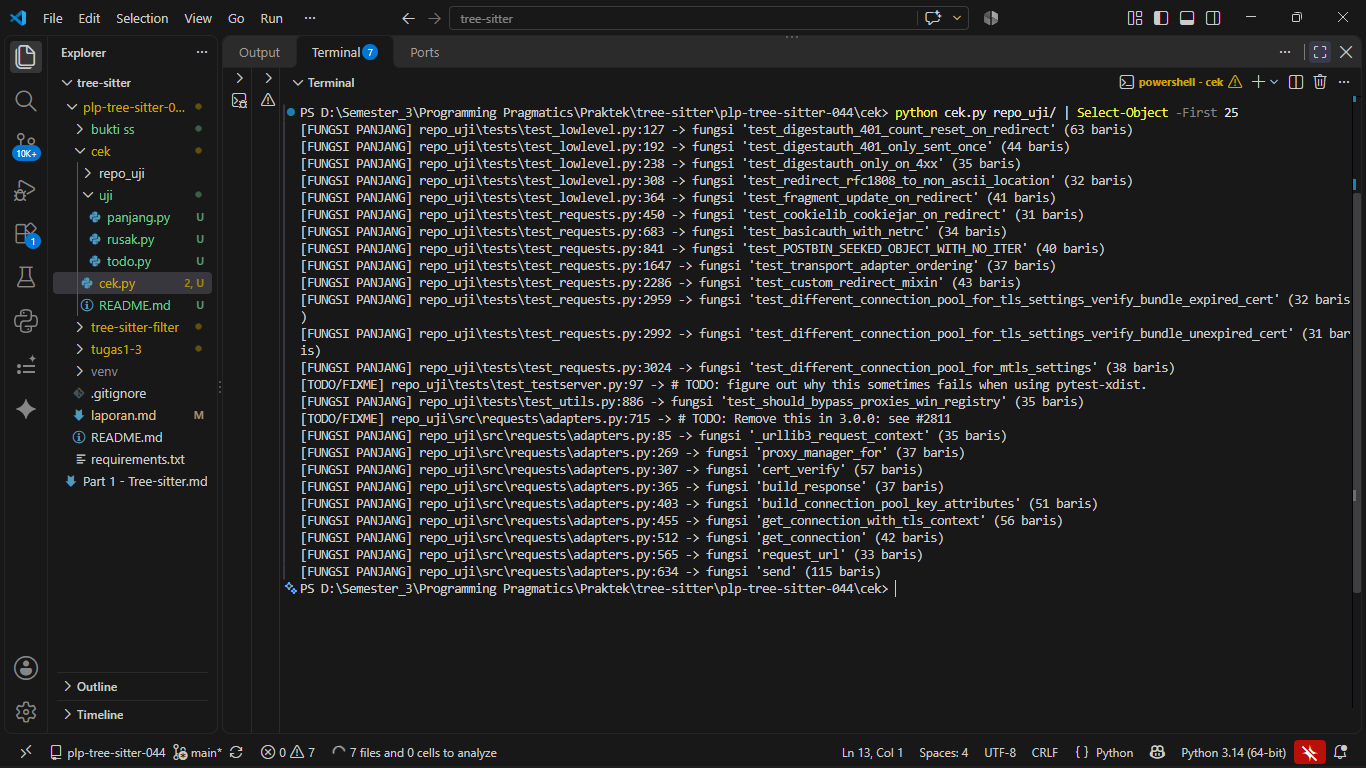 File Edit Selection View Go Run ···
tree-sitter
Explorer ···
tree-sitter
plp-tree-sitter-0...
bukti ss
cek
repo_uji
uji
panjang.py U
rusak.py U
todo.py U
cek.py 2, U
README.md U
tree-sitter-filter
tugas1-3
venv
.gitignore
laporan.md M
README.md
requirements.txt
Part 1 - Tree-sitter.md
Outline
Timeline
10K+
1
Output Terminal 7 Ports
Terminal
powershell - cek
PS D:\Semester_3\Programming Pragmatics\Praktek\tree-sitter\plp-tree-sitter-044\cek> python cek.py repo_uji/ | Select-Object -First 25
[FUNGSI PANJANG] repo_uji\tests\test_lowlevel.py:127 -> fungsi 'test_digestauth_401_count_reset_on_redirect' (63 baris)
[FUNGSI PANJANG] repo_uji\tests\test_lowlevel.py:192 -> fungsi 'test_digestauth_401_only_sent_once' (44 baris)
[FUNGSI PANJANG] repo_uji\tests\test_lowlevel.py:238 -> fungsi 'test_digestauth_only_on_4xx' (35 baris)
[FUNGSI PANJANG] repo_uji\tests\test_lowlevel.py:308 -> fungsi 'test_redirect_rfc1808_to_non_ascii_location' (32 baris)
[FUNGSI PANJANG] repo_uji\tests\test_lowlevel.py:364 -> fungsi 'test_fragment_update_on_redirect' (41 baris)
[FUNGSI PANJANG] repo_uji\tests\test_requests.py:450 -> fungsi 'test_cookielib_cookiejar_on_redirect' (31 baris)
[FUNGSI PANJANG] repo_uji\tests\test_requests.py:683 -> fungsi 'test_basicauth_with_netrc' (34 baris)
[FUNGSI PANJANG] repo_uji\tests\test_requests.py:841 -> fungsi 'test_POSTBIN_SEEKED_OBJECT_WITH_NO_ITER' (40 baris)
[FUNGSI PANJANG] repo_uji\tests\test_requests.py:1647 -> fungsi 'test_transport_adapter_ordering' (37 baris)
[FUNGSI PANJANG] repo_uji\tests\test_requests.py:2286 -> fungsi 'test_custom_redirect_mixin' (43 baris)
[FUNGSI PANJANG] repo_uji\tests\test_requests.py:2959 -> fungsi 'test_different_connection_pool_for_tls_settings_verify_bundle_expired_cert' (32 baris
)
[FUNGSI PANJANG] repo_uji\tests\test_requests.py:2992 -> fungsi 'test_different_connection_pool_for_tls_settings_verify_bundle_unexpired_cert' (31 bar
is)
[FUNGSI PANJANG] repo_uji\tests\test_requests.py:3024 -> fungsi 'test_different_connection_pool_for_mtls_settings' (38 baris)
[TODO/FIXME] repo_uji\tests\test_testserver.py:97 -> # TODO: figure out why this sometimes fails when using pytest-xdist.
[FUNGSI PANJANG] repo_uji\tests\test_utils.py:886 -> fungsi 'test_should_bypass_proxies_win_registry' (35 baris)
[TODO/FIXME] repo_uji\src\requests\adapters.py:715 -> # TODO: Remove this in 3.0.0: see #2811
[FUNGSI PANJANG] repo_uji\src\requests\adapters.py:85 -> fungsi '_urllib3_request_context' (35 baris)
[FUNGSI PANJANG] repo_uji\src\requests\adapters.py:269 -> fungsi 'proxy_manager_for' (37 baris)
[FUNGSI PANJANG] repo_uji\src\requests\adapters.py:307 -> fungsi 'cert_verify' (57 baris)
[FUNGSI PANJANG] repo_uji\src\requests\adapters.py:365 -> fungsi 'build_response' (37 baris)
[FUNGSI PANJANG] repo_uji\src\requests\adapters.py:403 -> fungsi 'build_connection_pool_key_attributes' (51 baris)
[FUNGSI PANJANG] repo_uji\src\requests\adapters.py:455 -> fungsi 'get_connection_with_tls_context' (56 baris)
[FUNGSI PANJANG] repo_uji\src\requests\adapters.py:512 -> fungsi 'get_connection' (42 baris)
[FUNGSI PANJANG] repo_uji\src\requests\adapters.py:565 -> fungsi 'request_url' (33 baris)
[FUNGSI PANJANG] repo_uji\src\requests\adapters.py:634 -> fungsi 'send' (115 baris)
PS D:\Semester_3\Programming Pragmatics\Praktek\tree-sitter\plp-tree-sitter-044\cek>
plp-tree-sitter-044 main* 0 7 7 files and 0 cells to analyze Ln 13, Col 1 Spaces: 4 UTF-8 CRLF { } Python Python 3.14 (64-bit)